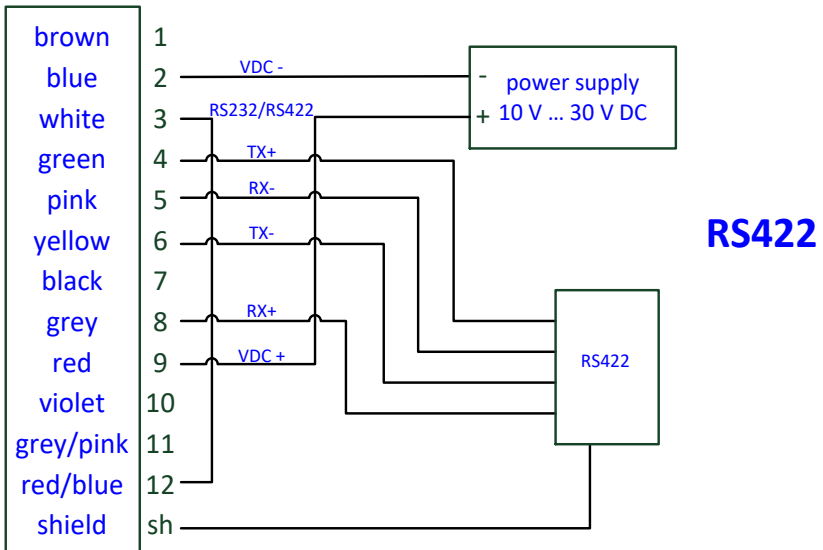 brown 1
blue 2 VDC -
white 3 RS232/RS422
green 4 TX+
pink 5 RX-
yellow 6 TX-
black 7
grey 8 RX+
red 9 VDC +
violet 10
grey/pink 11
red/blue 12
shield sh
- power supply
+ 10 V ... 30 V DC
RS422
RS422